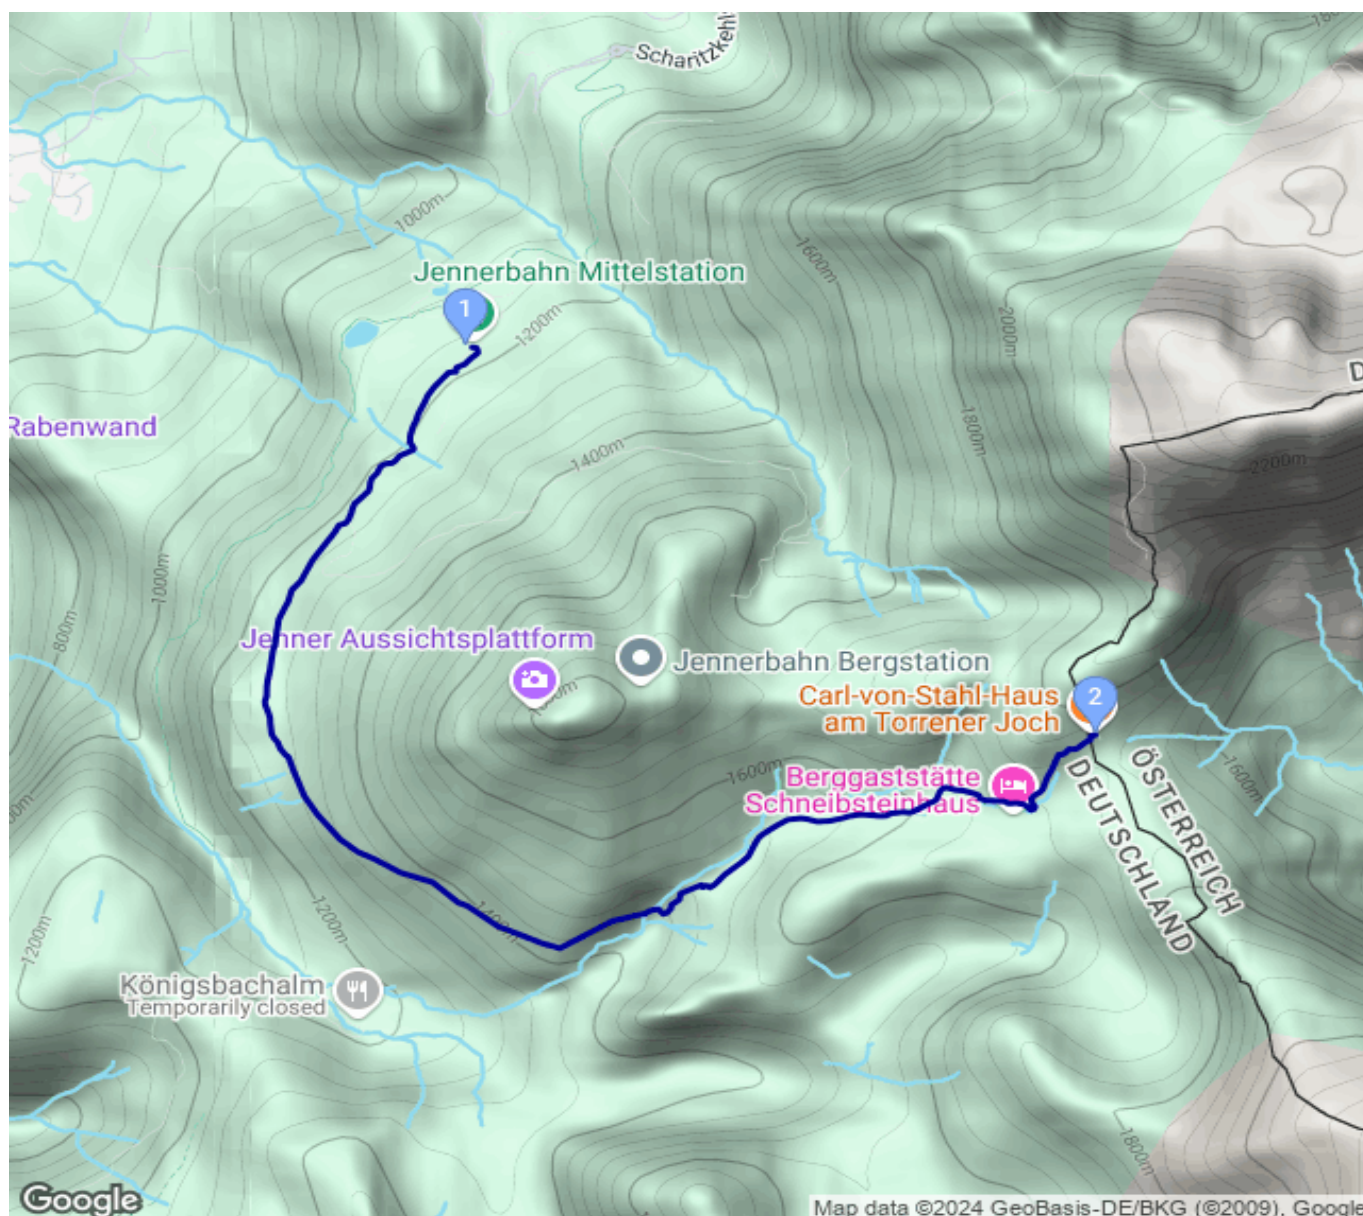 Scharitzkehl
1800m
1000m
1600m
Jennerbahn Mittelstation
1
1200m
2000m
D
Rabenwand
1800m
1400m
2200m
1000m
800m
Jenner Aussichtsplattform
Jennerbahn Bergstation
Carl-von-Stahl-Haus
am Torrener Joch
2
1600m
Berggaststätte
Schneibsteinhaus
ÖSTERREICH
DEUTSCHLAND
1600m
1200m
1400m
1200m
Königsbachalm
Temporarily closed
1800m
Google
Map data ©2024 GeoBasis-DE/BKG (©2009), Google